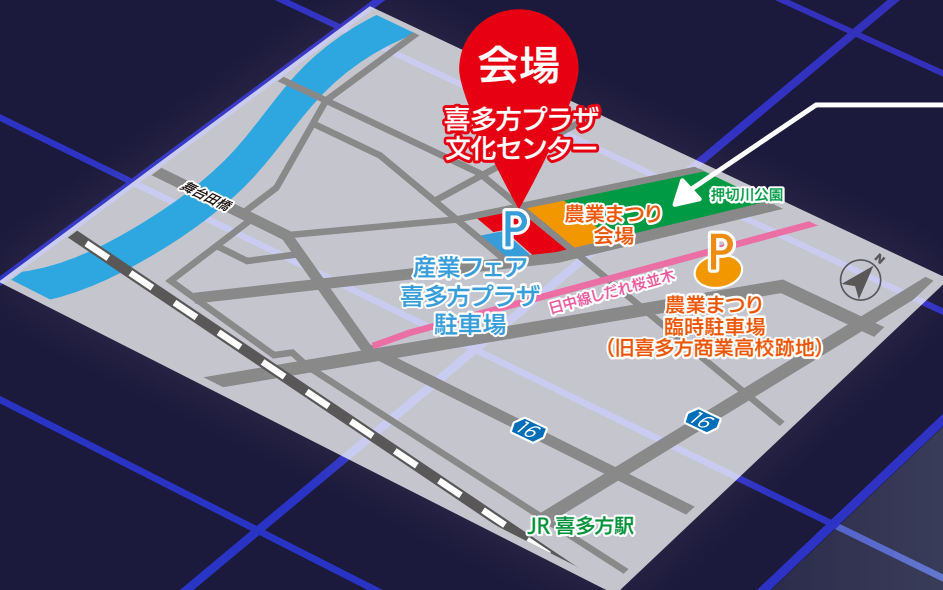 会場
喜多方プラザ
文化センター
舞台田橋
押切川公園
農業まつり
会場
P
P
N
産業フェア
喜多方プラザ
駐車場
日中線しだれ桜並木
農業まつり
臨時駐車場
（旧喜多方商業高校跡地）
16
16
JR 喜多方駅